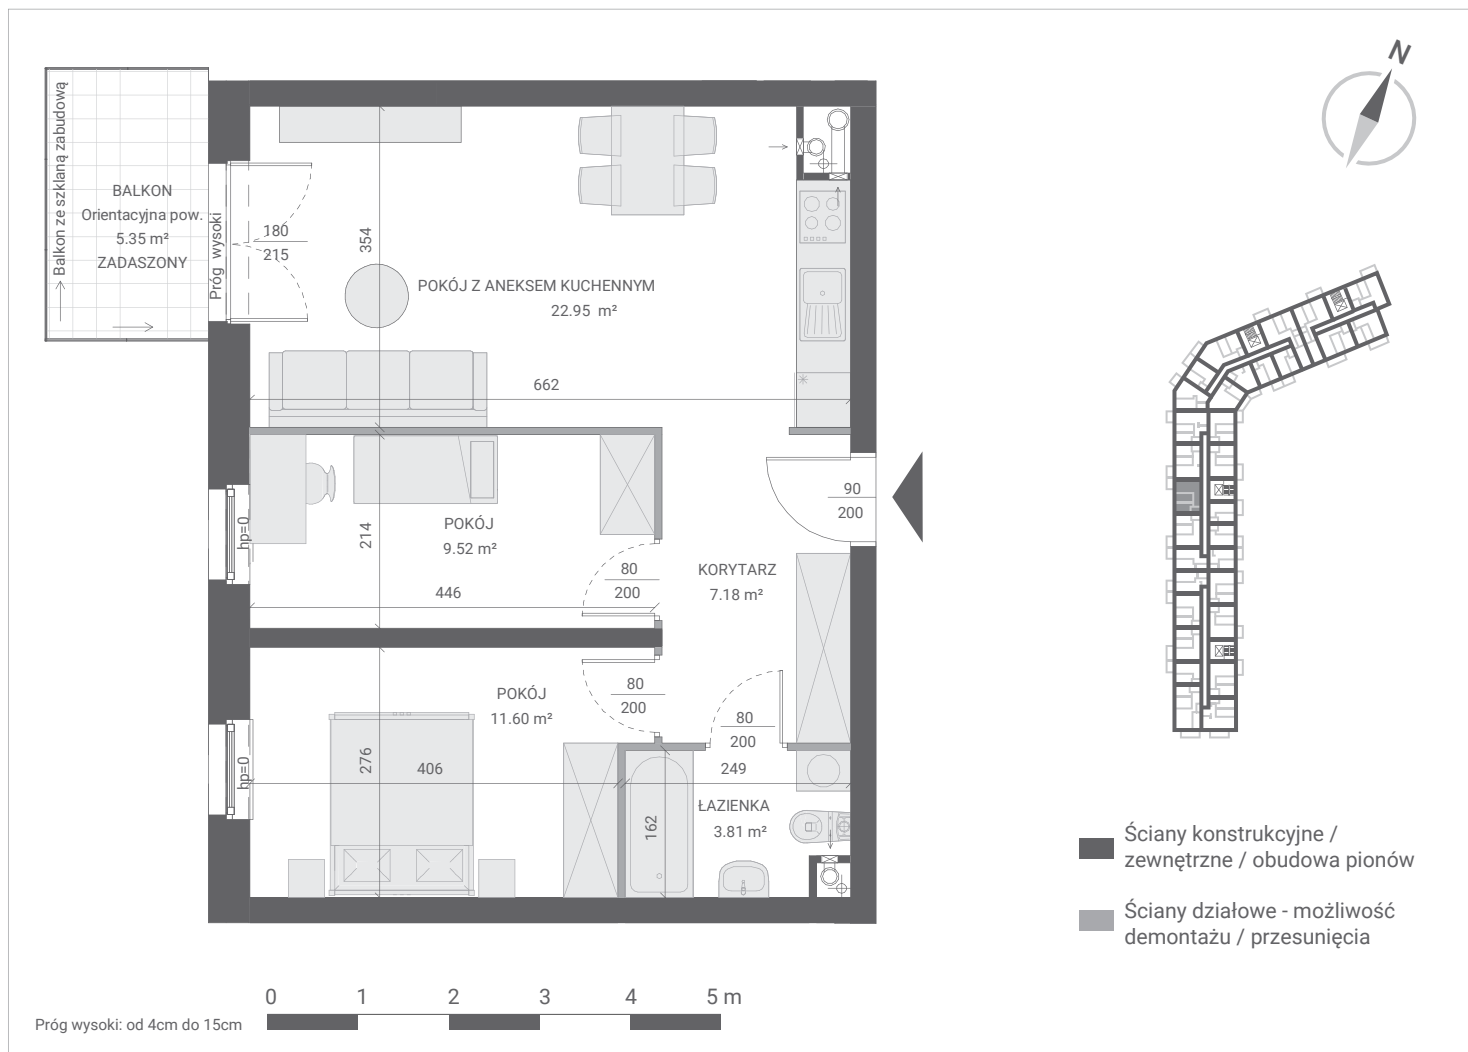 N
Balkon ze szklaną zabudową
BALKON
Orientacyjna pow.
5.35 m²
ZADASZONY
Próg wysoki
180
215
354
POKÓJ Z ANEKSEM KUCHENNYM
22.95 m²
662
90
200
POKÓJ
9.52 m²
214
hp=0
446
80
200
KORYTARZ
7.18 m²
POKÓJ
11.60 m²
80
200
80
200
276
406
hp=0
249
162
ŁAZIENKA
3.81 m²
Ściany konstrukcyjne /
zewnętrzne / obudowa pionów
Ściany działowe - możliwość
demontażu / przesunięcia
0 1 2 3 4 5 m
Próg wysoki: od 4cm do 15cm